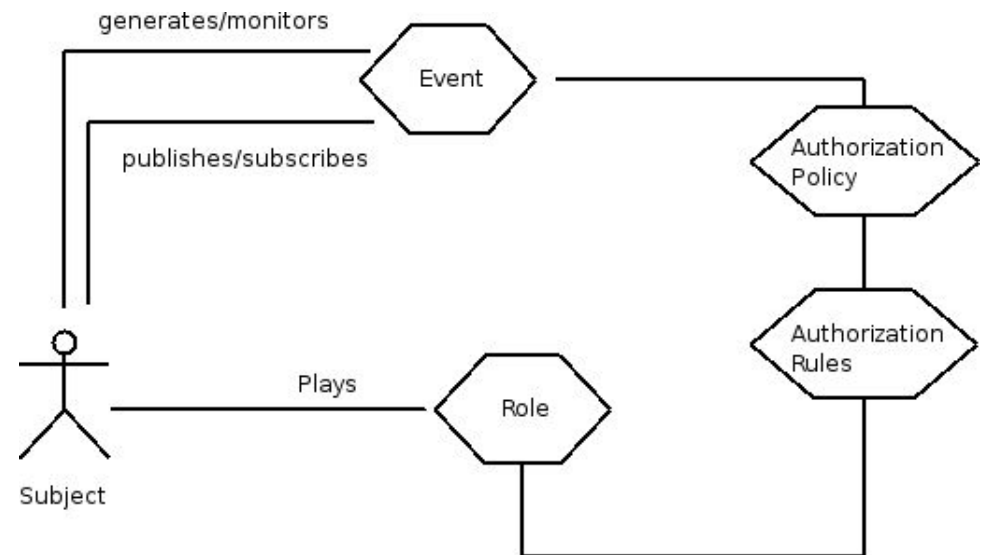 generates/monitors
Event
publishes/subscribes
Authorization
Policy
Authorization
Rules
Plays
Role
Subject